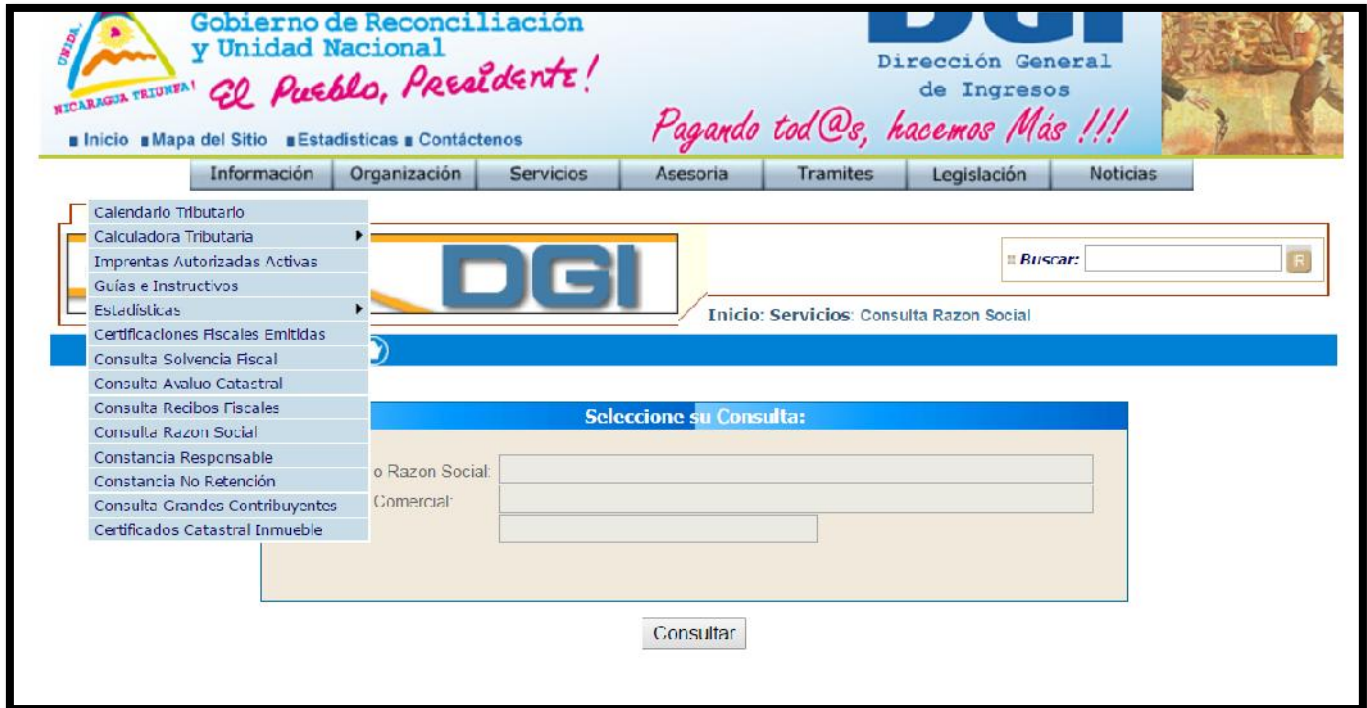 Gobierno de Reconciliación
y Unidad Nacional
El Pueblo, Presidente!
UNIDA,
NICARAGUA TRIUNFA!
DGI
Dirección General
de Ingresos
Pagando tod@s, hacemos Más !!!
Inicio Mapa del Sitio Estadisticas Contáctenos
Información Organización Servicios Asesoria Tramites Legislación Noticias
Calendario Tributario
Calculadora Tributaria
Imprentas Autorizadas Activas
Guías e Instructivos
Estadísticas
Certificaciones Fiscales Emitidas
Consulta Solvencia Fiscal
Consulta Avaluo Catastral
Consulta Recibos Fiscales
Consulta Razon Social
Constancia Responsable
Constancia No Retención
Consulta Grandes Contribuyentes
Certificados Catastral Inmueble
DGI
Buscar:
R
Inicio: Servicios: Consulta Razon Social
Seleccione su Consulta:
o Razon Social:
Comercial:
Consultar